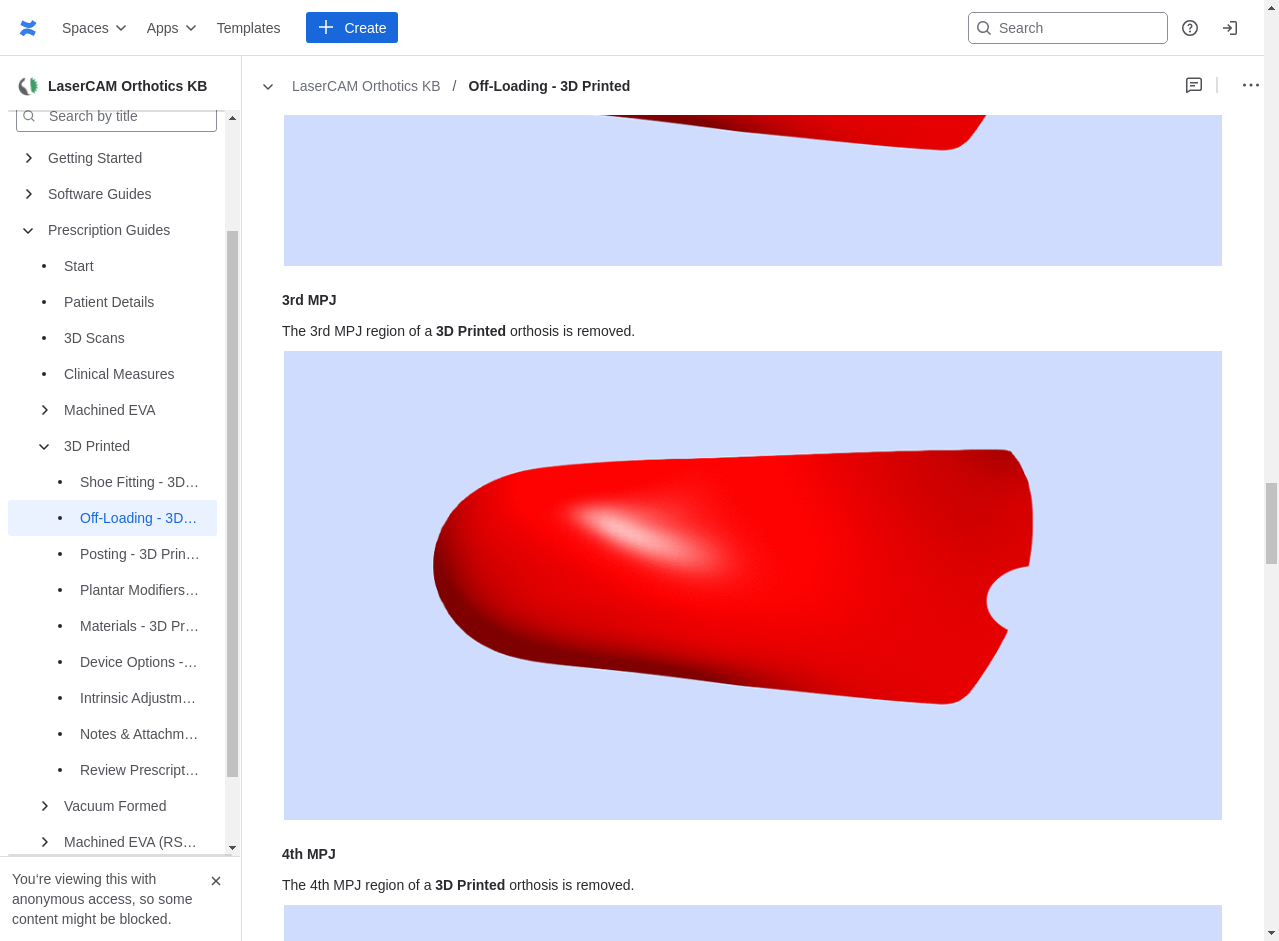 Spaces
Apps
Templates
Create
Search
LaserCAM Orthotics KB
Search by title
Getting Started
Software Guides
Prescription Guides
Start
Patient Details
3D Scans
Clinical Measures
Machined EVA
3D Printed
Shoe Fitting - 3D…
Off-Loading - 3D…
Posting - 3D Prin…
Plantar Modifiers…
Materials - 3D Pr…
Device Options -…
Intrinsic Adjustm…
Notes & Attachm…
Review Prescript…
Vacuum Formed
Machined EVA (RS…
You're viewing this with
anonymous access, so some
content might be blocked.
LaserCAM Orthotics KB / Off-Loading - 3D Printed
3rd MPJ
The 3rd MPJ region of a 3D Printed orthosis is removed.
4th MPJ
The 4th MPJ region of a 3D Printed orthosis is removed.